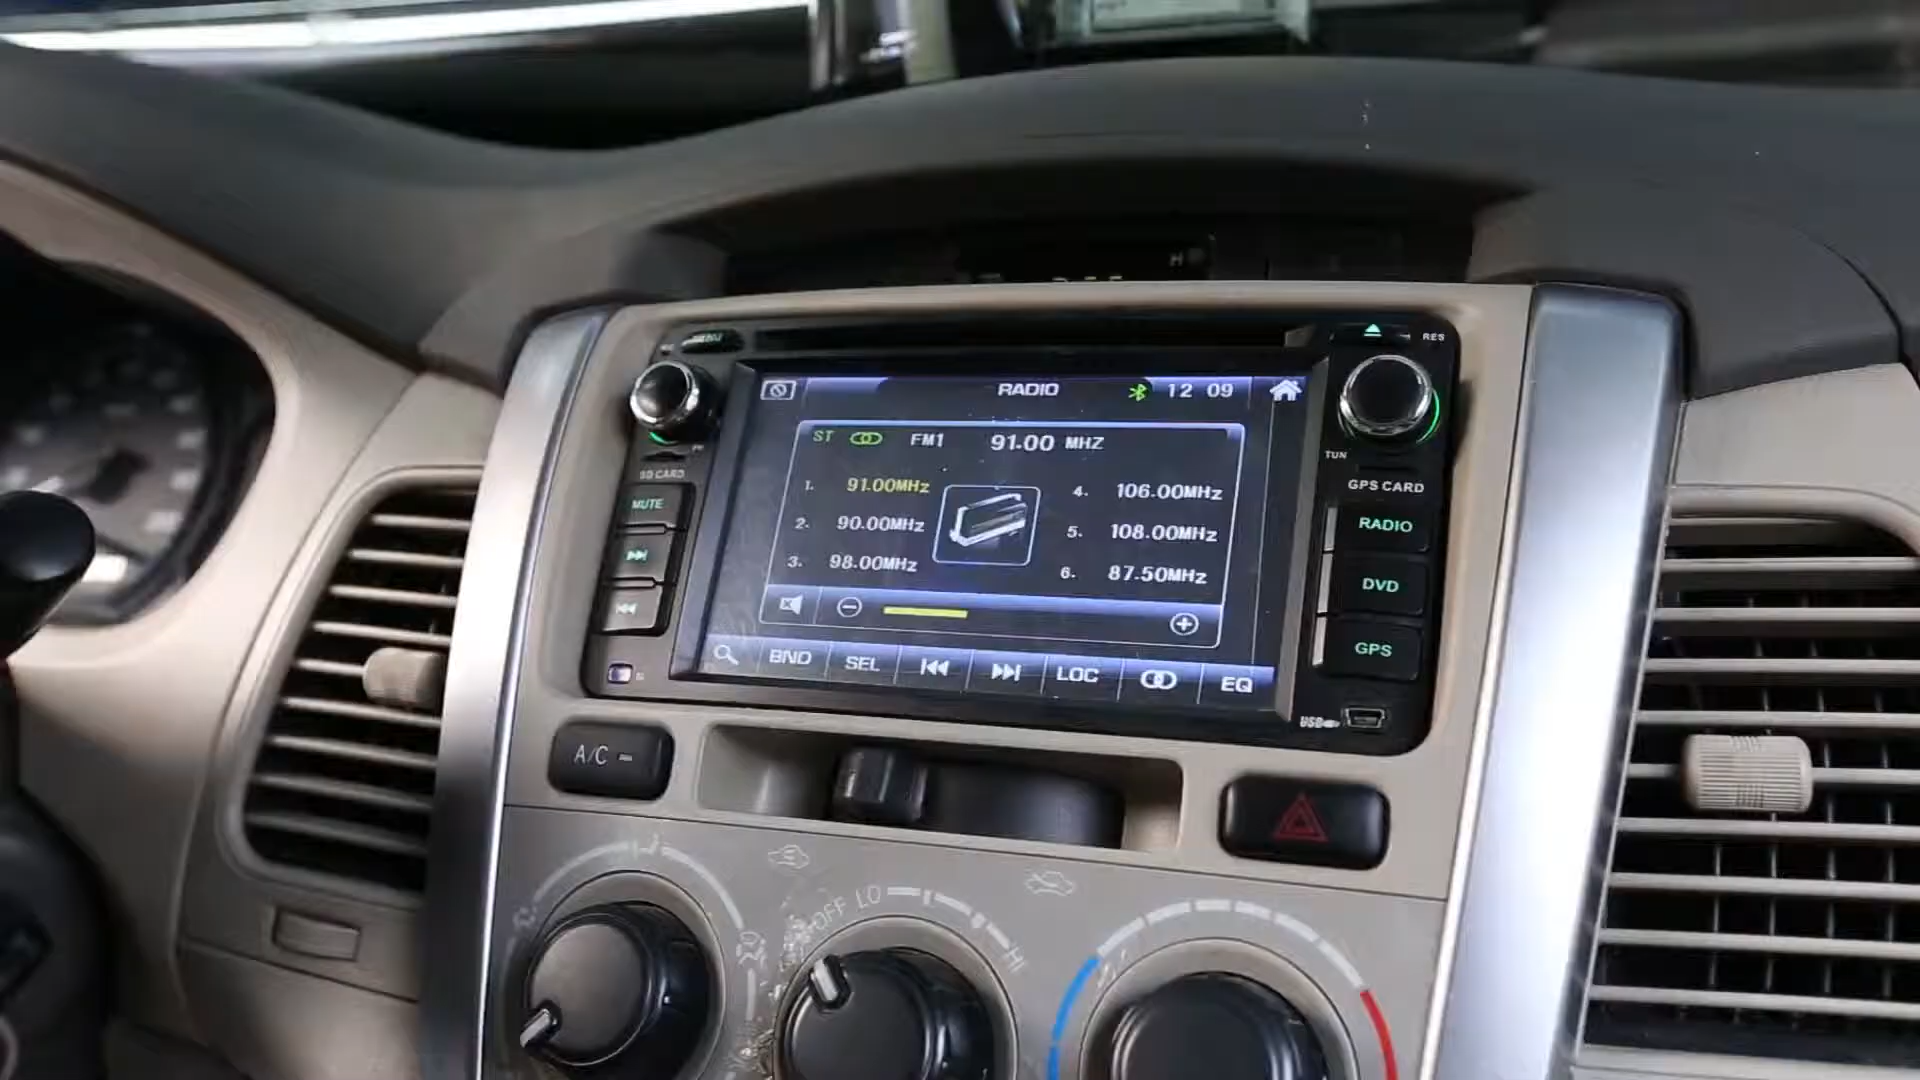 H
RES
RADIO 12 09
ST FM1 91.00 MHZ
1. 91.00MHz
2. 90.00MHz
3. 98.00MHz
4. 106.00MHz
5. 108.00MHz
6. 87.50MHz
BND SEL LOC EQ
SD CARD
MUTE
TUN
GPS CARD
RADIO
DVD
GPS
USB
A/C
OFF LO HI